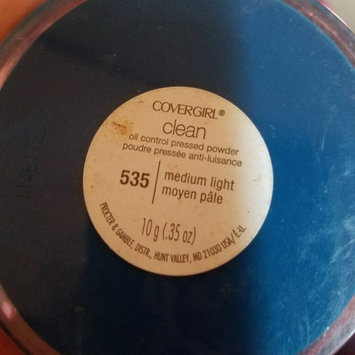 COVERGIRL®
clean
oil control pressed powder
poudre pressée anti-luisance
535 medium light
moyen pâle
10 g (.35 oz)
PROCTER & GAMBLE, DISTR., HUNT VALLEY, MD 21030 USA/É.-U.